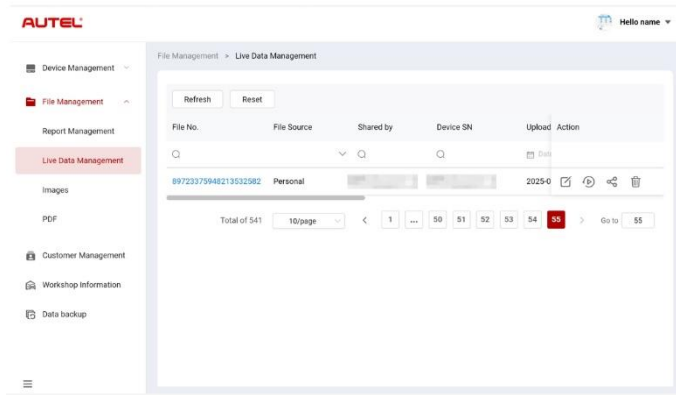 AUTEL
Hello name
Device Management
File Management > Live Data Management
File Management
Refresh Reset
Report Management
File No. File Source Shared by Device SN Upload Action
Live Data Management
89723375948213532582 Personal 2025-0
Images
PDF
Total of 541 10/page < 1 ... 50 51 52 53 54 55 > Go to 55
Customer Management
Workshop Information
Data backup